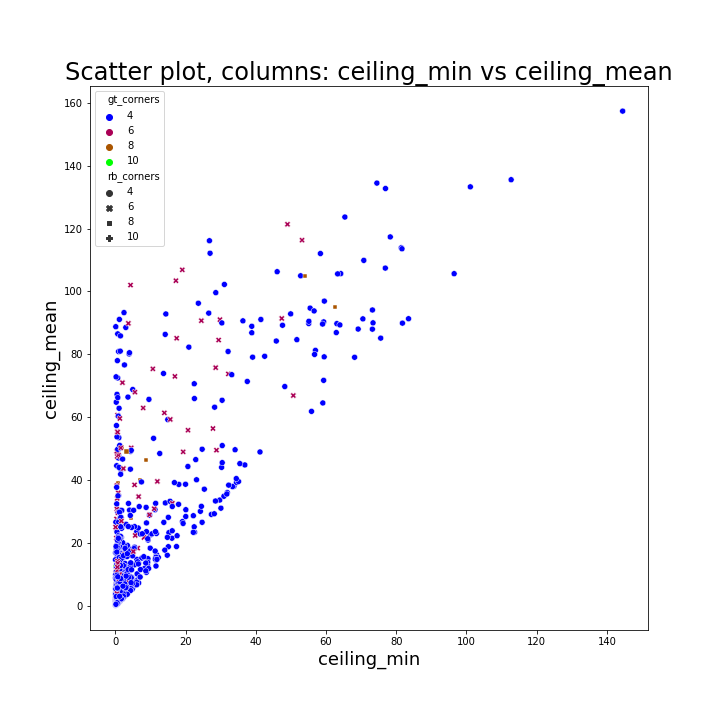 Scatter plot, columns: ceiling_min vs ceiling_mean
gt_corners
4
6
8
10
rb_corners
4
6
8
10
160
140
120
100
80
60
40
20
0
ceiling_mean
0 20 40 60 80 100 120 140
ceiling_min